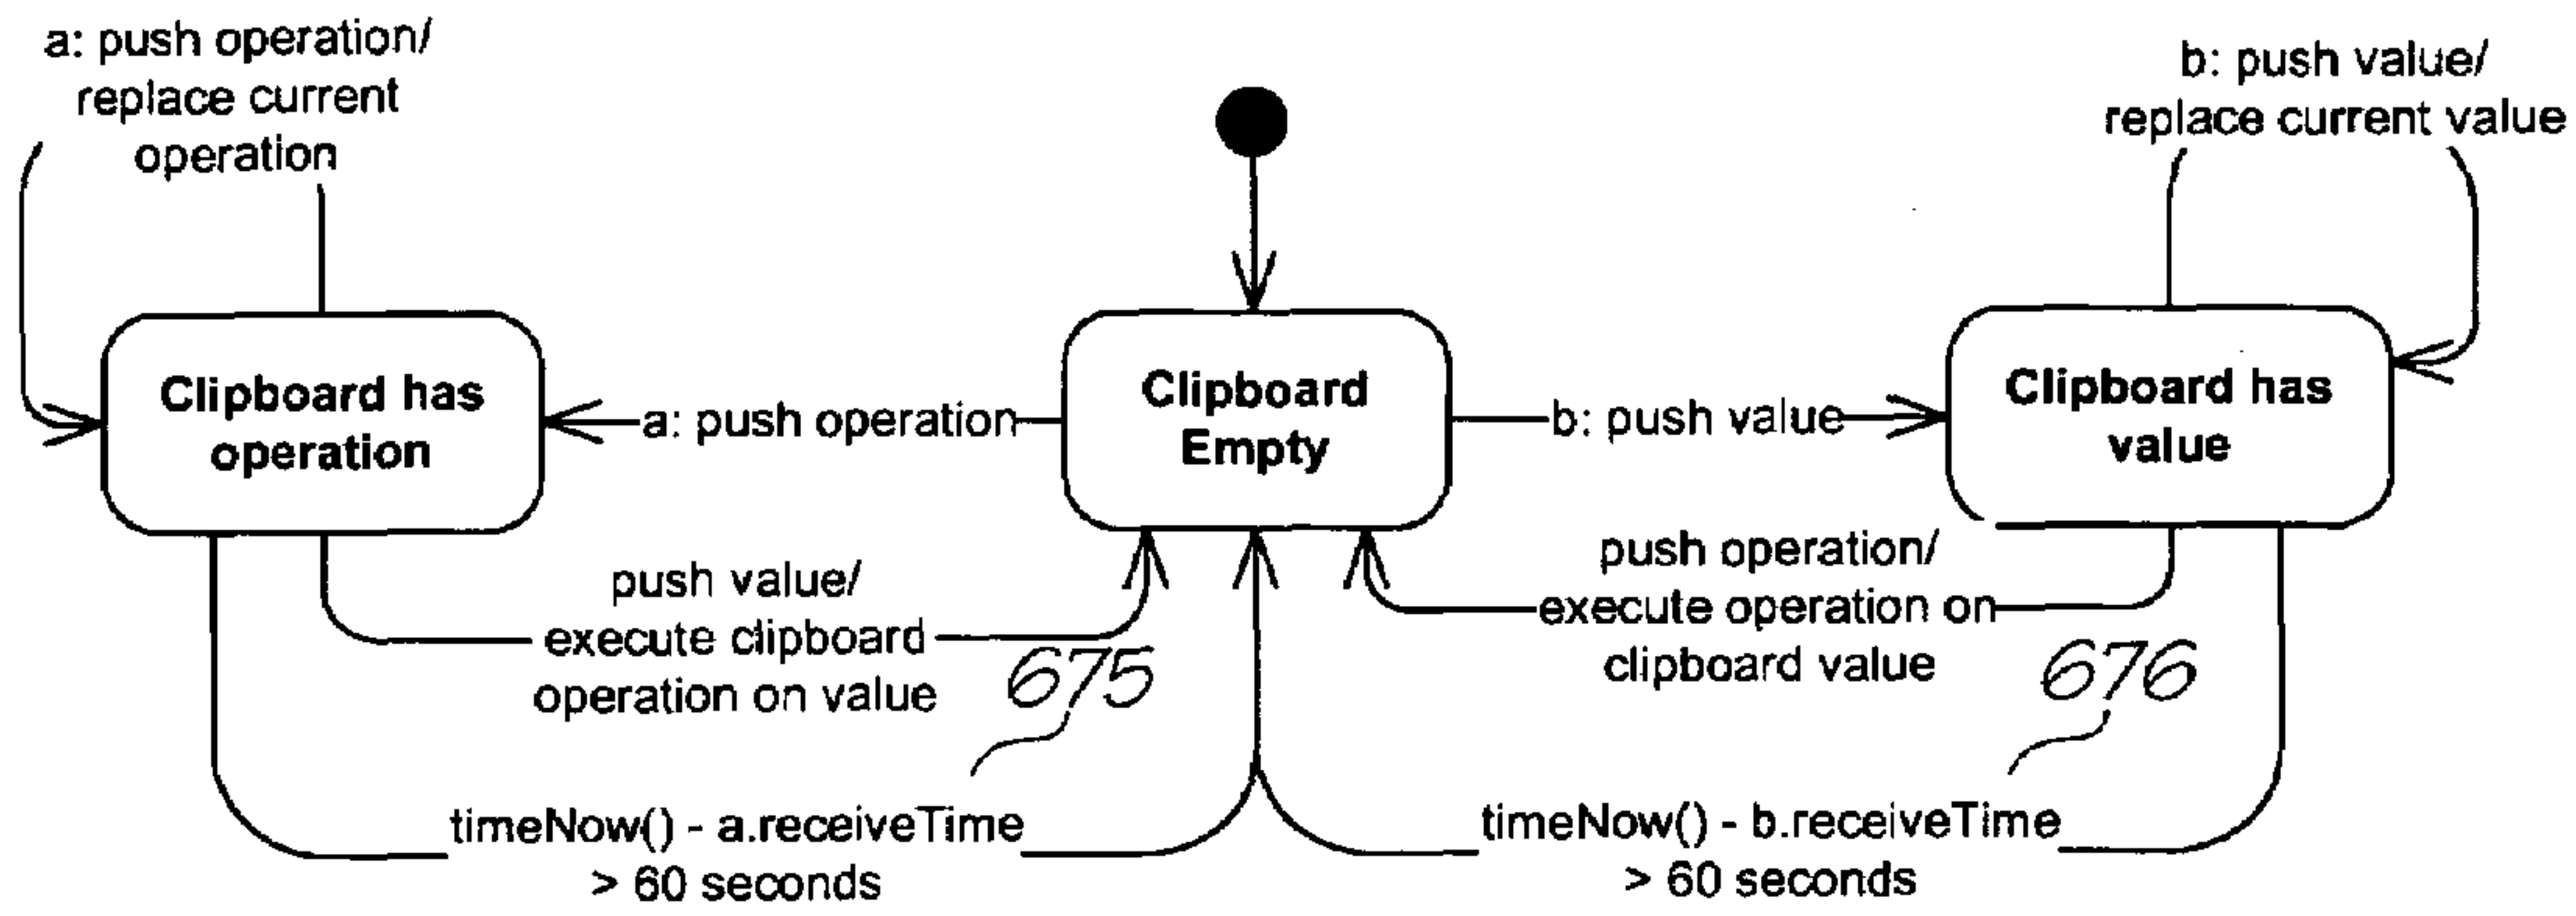 a: push operation/
replace current
operation
b: push value/
replace current value
Clipboard has
operation
a: push operation
Clipboard
Empty
b: push value
Clipboard has
value
push value/
execute clipboard
operation on value
675
push operation/
execute operation on
clipboard value
676
timeNow() - a.receiveTime
> 60 seconds
timeNow() - b.receiveTime
> 60 seconds